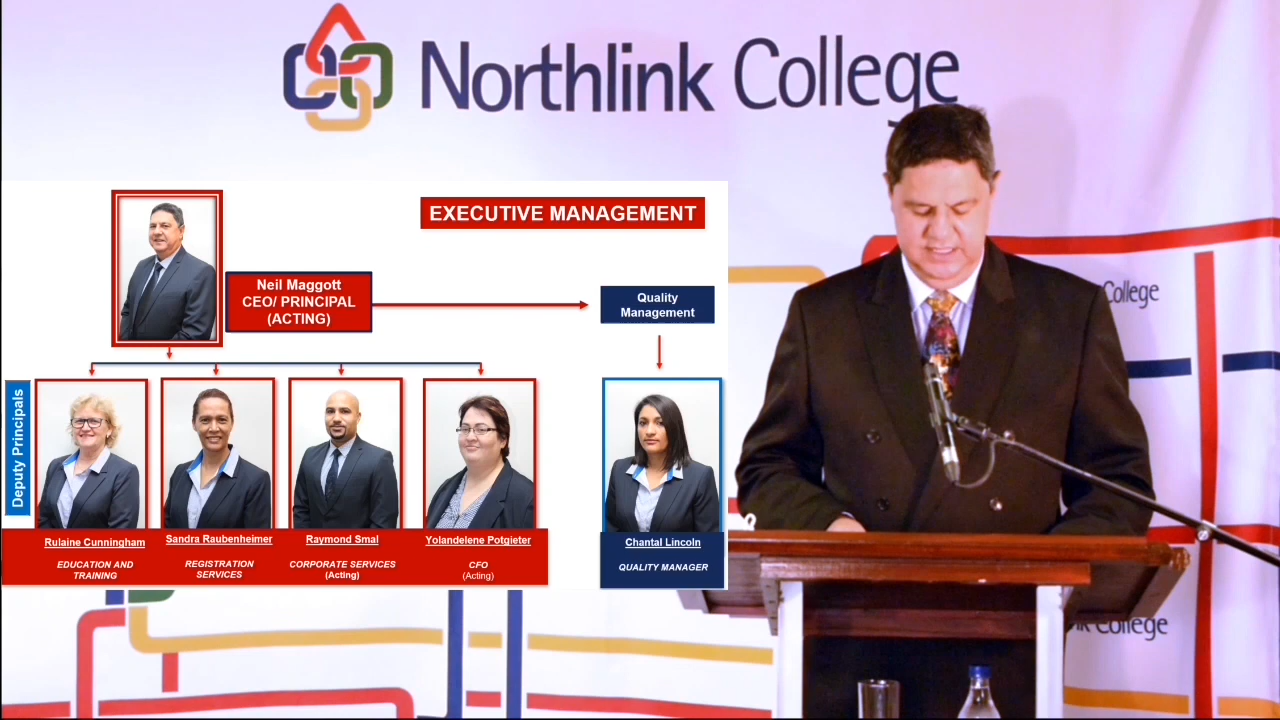 Northlink College
EXECUTIVE MANAGEMENT
Neil Maggott
CEO/ PRINCIPAL
(ACTING)
Quality
Management
Deputy Principals
Rulaine Cunningham
EDUCATION AND
TRAINING
Sandra Raubenheimer
REGISTRATION
SERVICES
Raymond Smal
CORPORATE SERVICES
(Acting)
Yolandelene Potgieter
CFO
(Acting)
Chantal Lincoln
QUALITY MANAGER
College
College